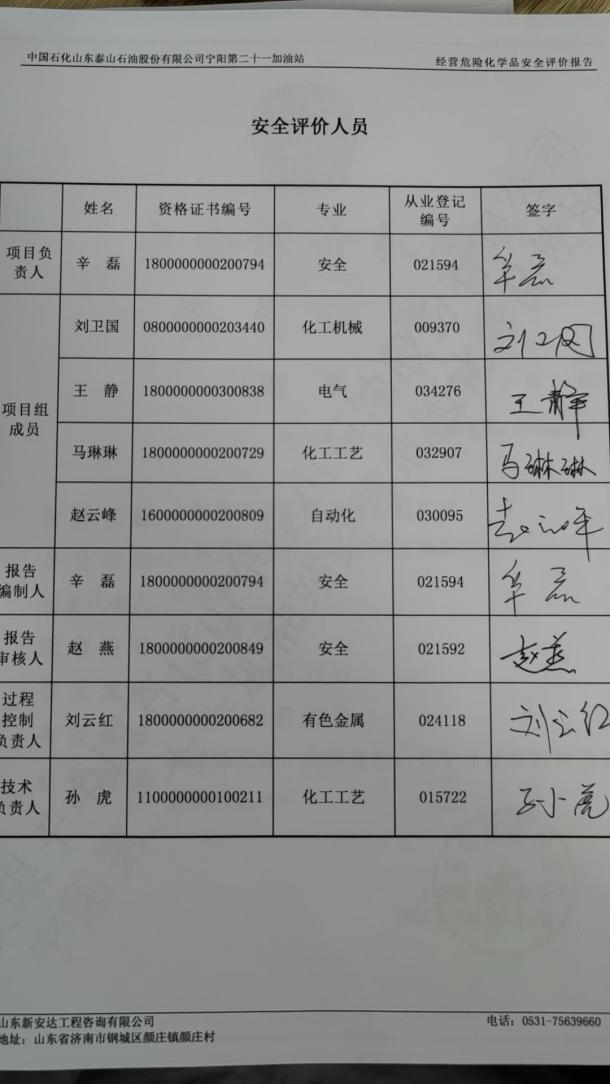 中国石化山东泰山石油股份有限公司宁阳第二十一加油站 经营危险化学品安全评价报告
安全评价人员
姓名 资格证书编号 专业 从业登记编号 签字
项目负责人 辛 磊 1800000000200794 安全 021594 辛磊
项目组成员 刘卫国 0800000000203440 化工机械 009370 刘卫国
王 静 1800000000300838 电气 034276 王静
马琳琳 1800000000200729 化工工艺 032907 马琳琳
赵云峰 1600000000200809 自动化 030095 赵云峰
报告编制人 辛 磊 1800000000200794 安全 021594 辛磊
报告审核人 赵 燕 1800000000200849 安全 021592 赵燕
过程控制负责人 刘云红 1800000000200682 有色金属 024118 刘云红
技术负责人 孙 虎 1100000000100211 化工工艺 015722 孙小虎
山东新安达工程咨询有限公司 电话：0531-75639660
地址：山东省济南市钢城区颜庄镇颜庄村